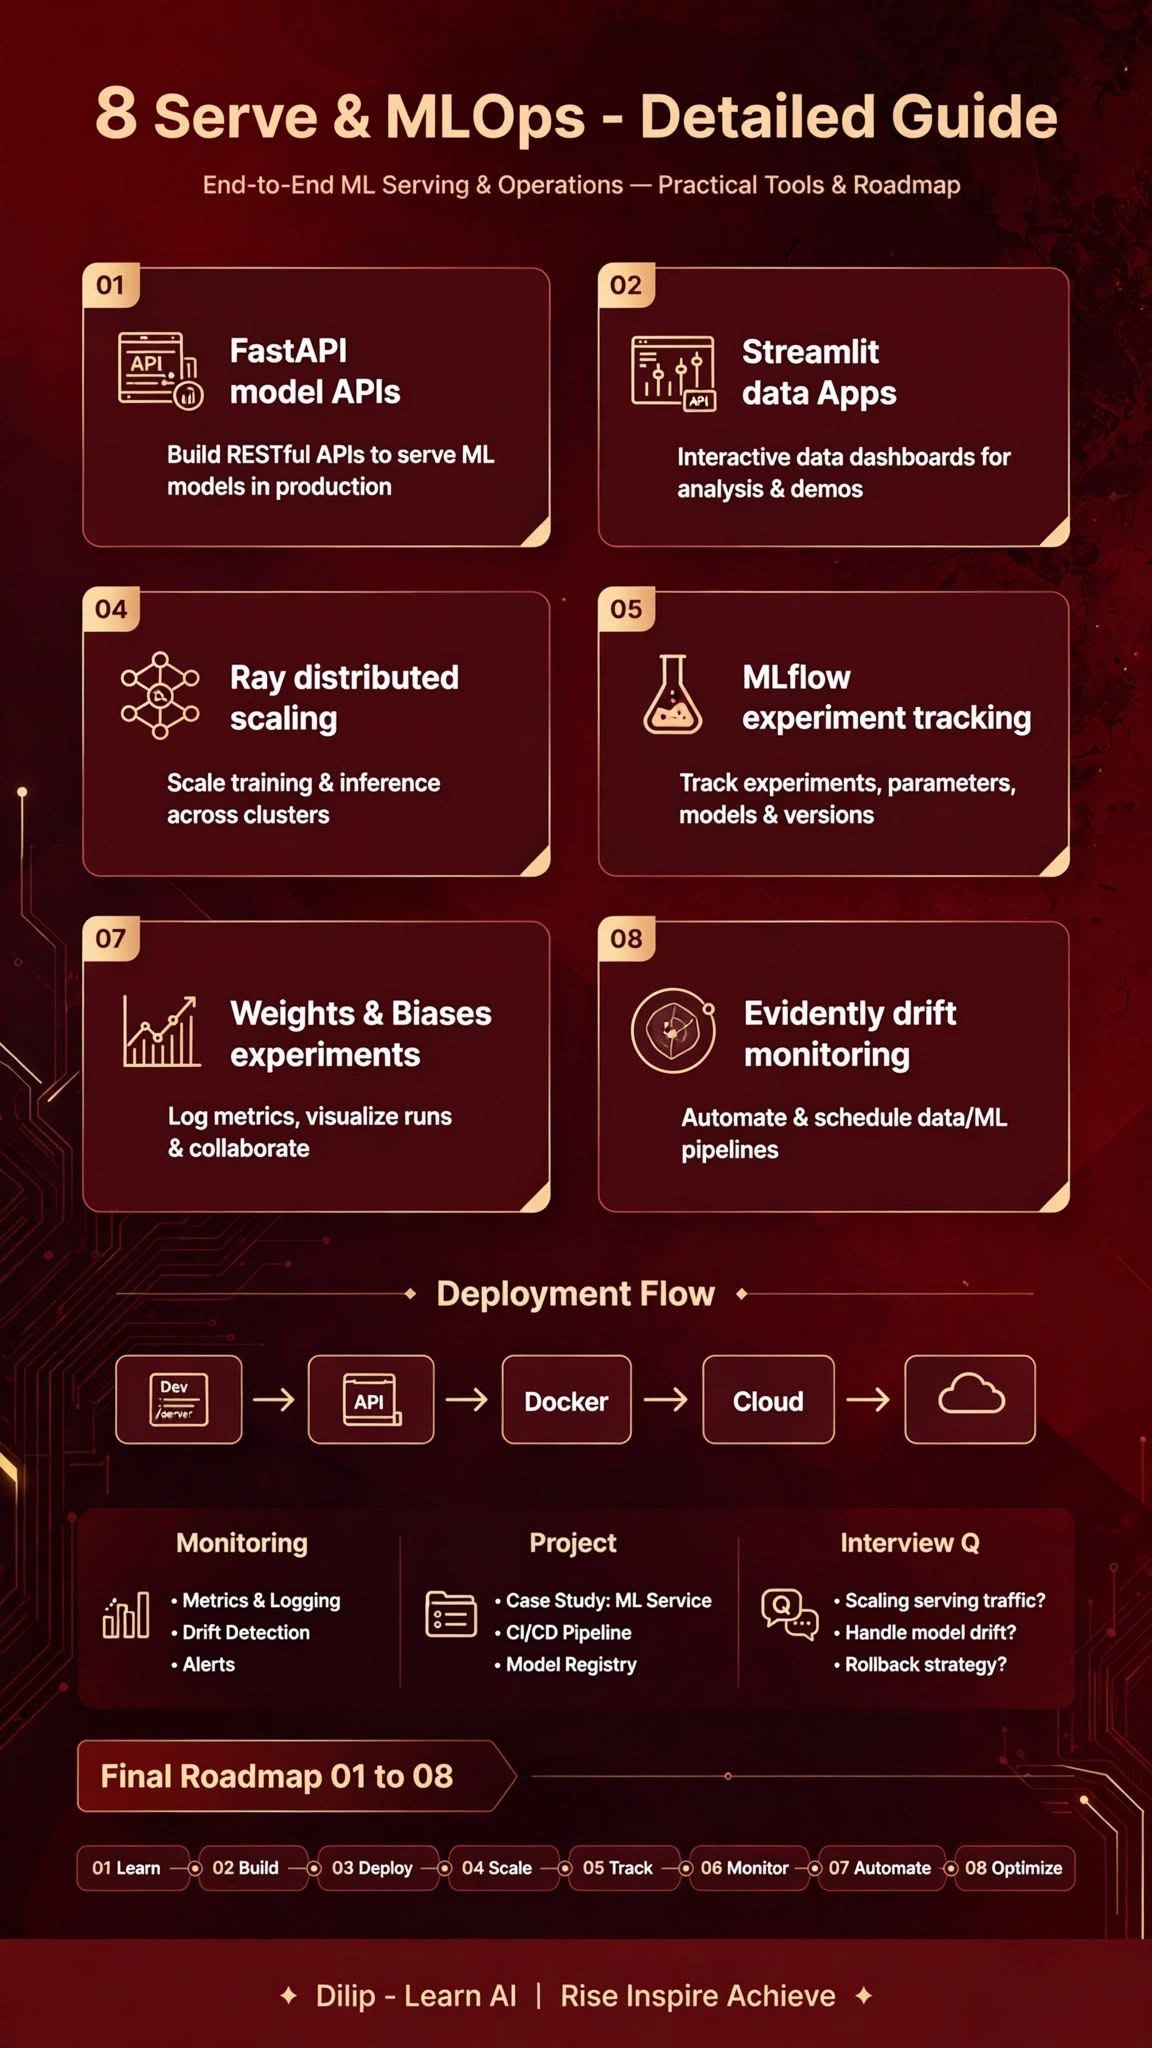 8 Serve & MLOps - Detailed Guide
End-to-End ML Serving & Operations — Practical Tools & Roadmap
01
API
FastAPI
model APIs
Build RESTful APIs to serve ML
models in production
02
API
Streamlit
data Apps
Interactive data dashboards for
analysis & demos
04
Ray distributed
scaling
Scale training & inference
across clusters
05
MLflow
experiment tracking
Track experiments, parameters,
models & versions
07
Weights & Biases
experiments
Log metrics, visualize runs
& collaborate
08
Evidently drift
monitoring
Automate & schedule data/ML
pipelines
Deployment Flow
Dev
API
Docker
Cloud
Monitoring
• Metrics & Logging
• Drift Detection
• Alerts
Project
• Case Study: ML Service
• CI/CD Pipeline
• Model Registry
Interview Q
Q
• Scaling serving traffic?
• Handle model drift?
• Rollback strategy?
Final Roadmap 01 to 08
01 Learn
02 Build
03 Deploy
04 Scale
05 Track
06 Monitor
07 Automate
08 Optimize
Dilip - Learn AI | Rise Inspire Achieve